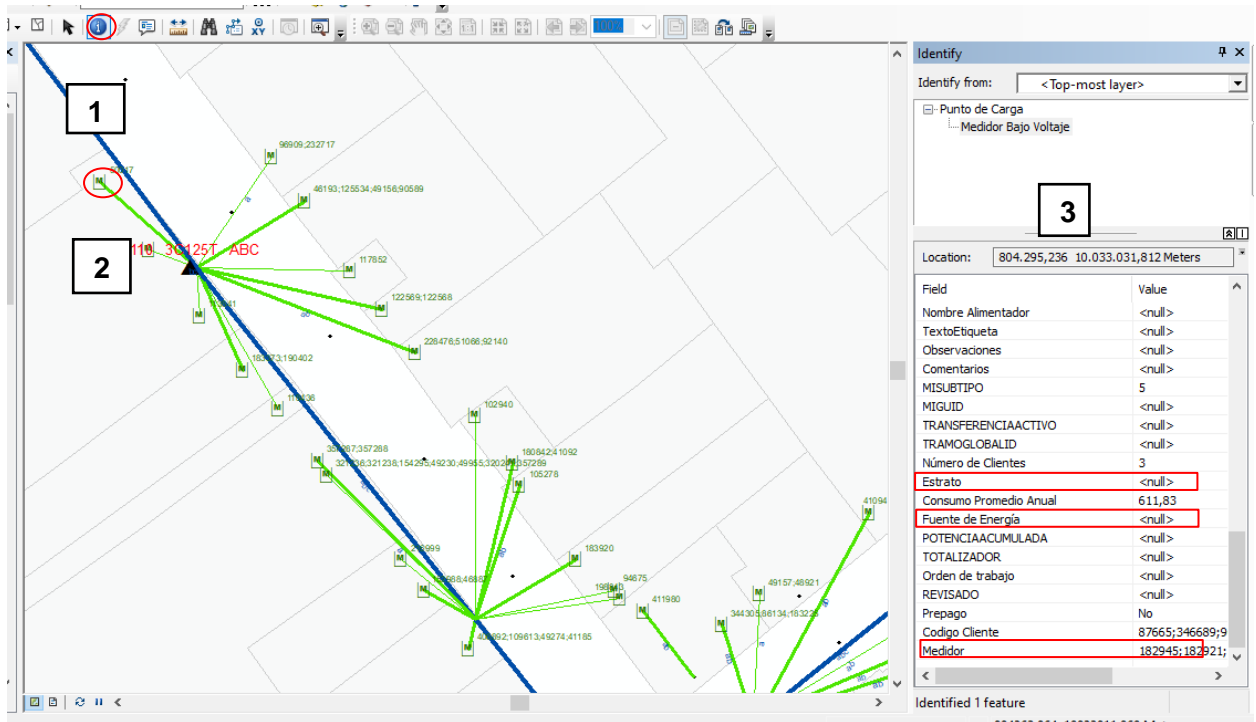 100%
1
96909;232717
46193;125534;49156;90589
2
3C125T ABC
117852
122569;122568
228476;51066;92140
102940
180842;41092
105278
41094
183920
94675
49157;48921
411980
Identify
Identify from:
<Top-most layer>
Punto de Carga
Medidor Bajo Voltaje
3
Location:
804.295,236 10.033.031,812 Meters
Field Value
Nombre Alimentador <null>
TextoEtiqueta <null>
Observaciones <null>
Comentarios <null>
MISUBTIPO 5
MIGUID <null>
TRANSFERENCIAACTIVO <null>
TRAMOGLOBALID <null>
Número de Clientes 3
Estrato <null>
Consumo Promedio Anual 611,83
Fuente de Energía <null>
POTENCIAACUMULADA <null>
TOTALIZADOR <null>
Orden de trabajo <null>
REVISADO <null>
Prepago No
Codigo Cliente 87665;346689;9
Medidor 182945;182921;
Identified 1 feature